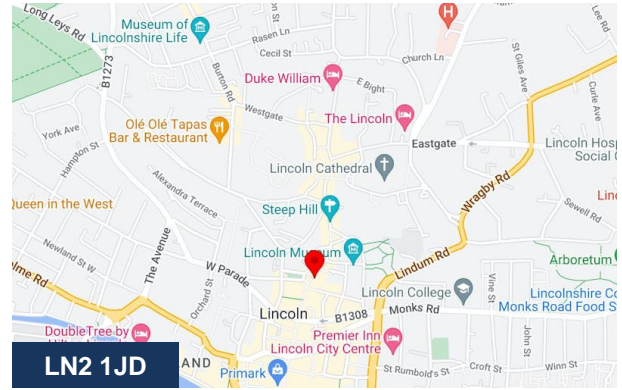 Long Leys Rd
Museum of
Lincolnshire Life
Rasen Ln
Cecil St
Church Ln
St Giles Ave
Lee Rd
H
B1273
Burton Rd
Duke William
E Bight
Curle Ave
Westgate
The Lincoln
York Ave
Olé Olé Tapas
Bar & Restaurant
Eastgate
Lincoln Hosp
Social C
Hampton St
Lincoln Cathedral
Alexandra Terrace
Wragby Rd
Linc
Queen in the West
Steep Hill
Sewell Rd
Newland St W
The Avenue
Lincoln Museum
Lindum Rd
Arboretum
olme Rd
W Parade
Orchard St
Lincoln College
Vine St
Lincolnshire Co
Monks Road Food S
Lincoln
B1308
Monks Rd
DoubleTree by
Premier Inn
Lincoln City Centre
John St
LAND
Primark
St Rumbold's St
Croft St
Winn St
LN2 1JD